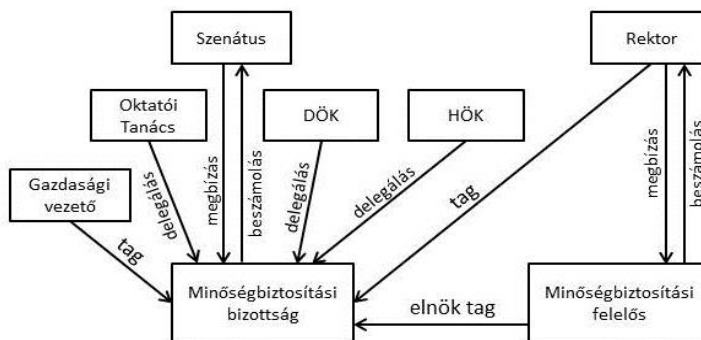 Szenátus
Rektor
Oktatói
Tanács
DÖK
HÖK
Gazdasági
vezető
tag
delegálás
megbízás
beszámolás
delegálás
delegálás
tag
megbízás
beszámolás
Minőségbiztosítási
bizottság
elnök tag
Minőségbiztosítási
felelős